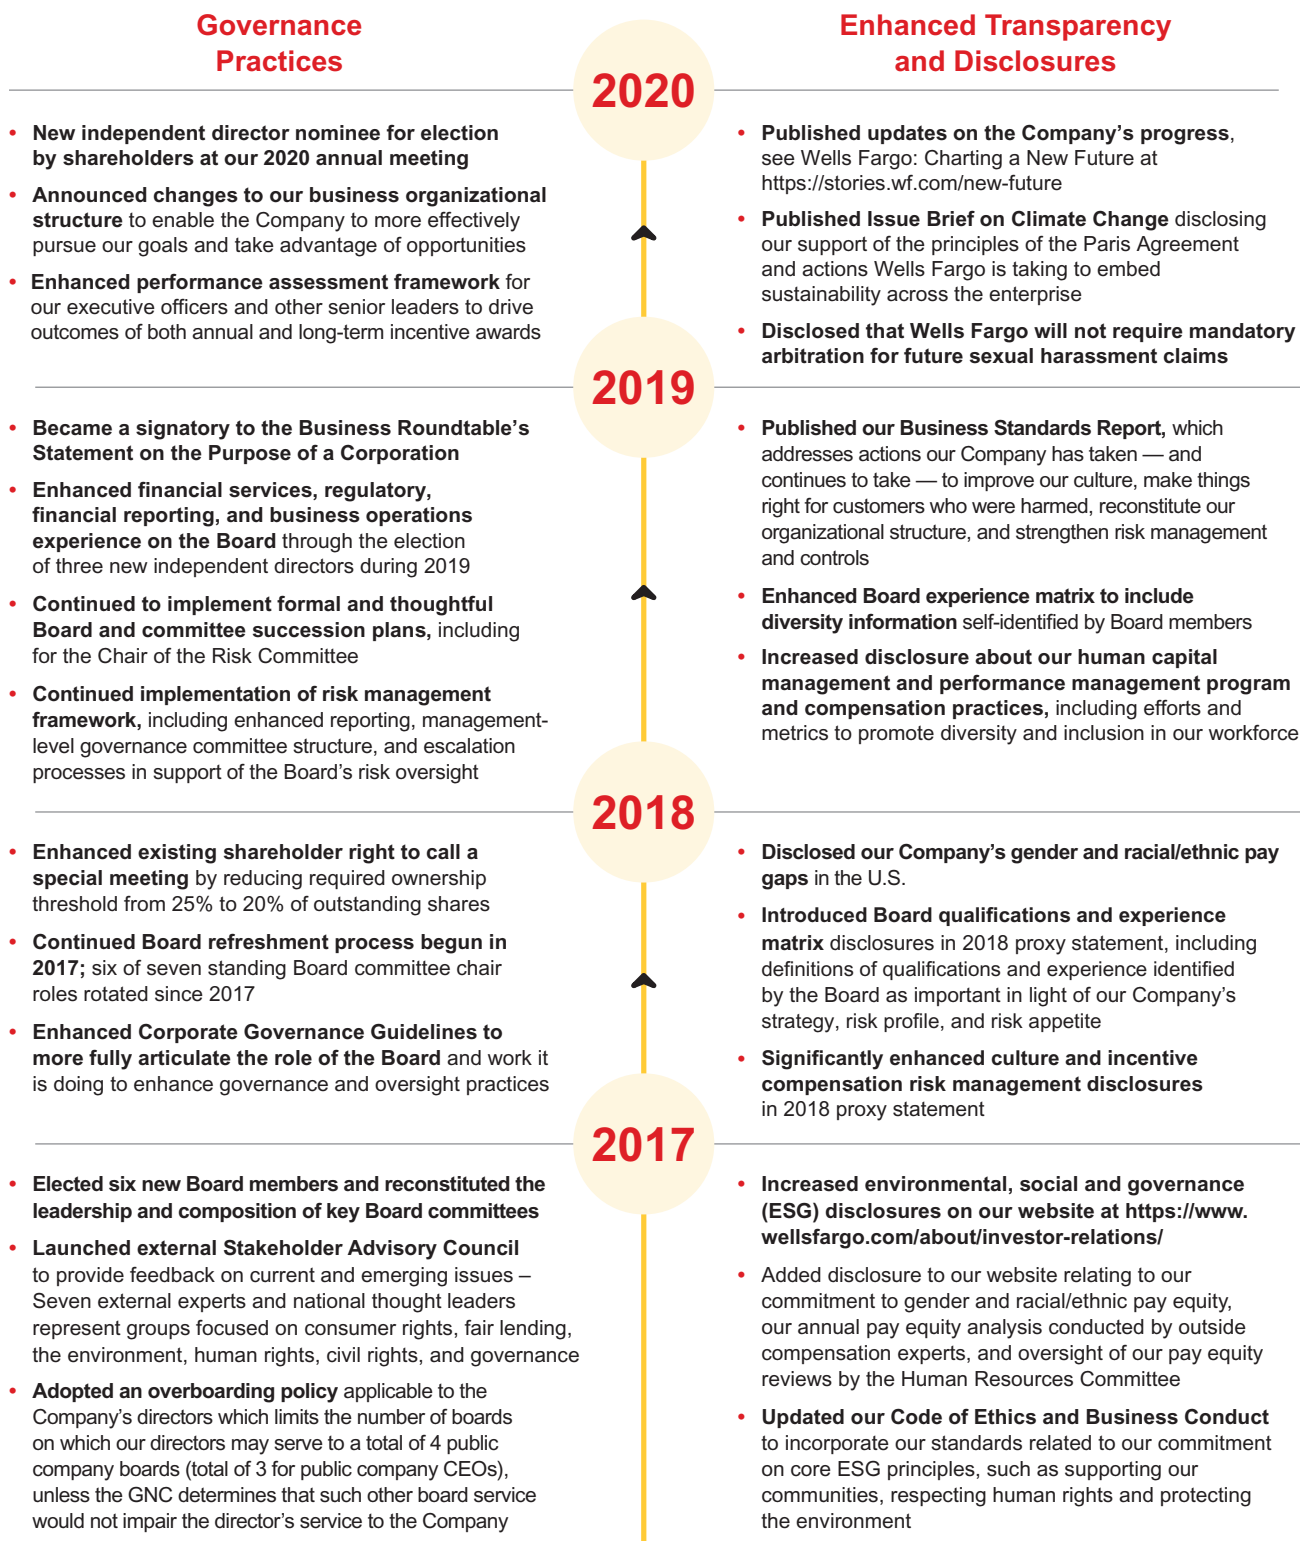 Governance
Practices
Enhanced Transparency
and Disclosures
2020
• New independent director nominee for election
by shareholders at our 2020 annual meeting
• Announced changes to our business organizational
structure to enable the Company to more effectively
pursue our goals and take advantage of opportunities
• Enhanced performance assessment framework for
our executive officers and other senior leaders to drive
outcomes of both annual and long-term incentive awards
• Published updates on the Company's progress,
see Wells Fargo: Charting a New Future at
https://stories.wf.com/new-future
• Published Issue Brief on Climate Change disclosing
our support of the principles of the Paris Agreement
and actions Wells Fargo is taking to embed
sustainability across the enterprise
• Disclosed that Wells Fargo will not require mandatory
arbitration for future sexual harassment claims
2019
• Became a signatory to the Business Roundtable's
Statement on the Purpose of a Corporation
• Enhanced financial services, regulatory,
financial reporting, and business operations
experience on the Board through the election
of three new independent directors during 2019
• Continued to implement formal and thoughtful
Board and committee succession plans, including
for the Chair of the Risk Committee
• Continued implementation of risk management
framework, including enhanced reporting, management-
level governance committee structure, and escalation
processes in support of the Board's risk oversight
• Published our Business Standards Report, which
addresses actions our Company has taken — and
continues to take — to improve our culture, make things
right for customers who were harmed, reconstitute our
organizational structure, and strengthen risk management
and controls
• Enhanced Board experience matrix to include
diversity information self-identified by Board members
• Increased disclosure about our human capital
management and performance management program
and compensation practices, including efforts and
metrics to promote diversity and inclusion in our workforce
2018
• Enhanced existing shareholder right to call a
special meeting by reducing required ownership
threshold from 25% to 20% of outstanding shares
• Continued Board refreshment process begun in
2017; six of seven standing Board committee chair
roles rotated since 2017
• Enhanced Corporate Governance Guidelines to
more fully articulate the role of the Board and work it
is doing to enhance governance and oversight practices
• Disclosed our Company's gender and racial/ethnic pay
gaps in the U.S.
• Introduced Board qualifications and experience
matrix disclosures in 2018 proxy statement, including
definitions of qualifications and experience identified
by the Board as important in light of our Company's
strategy, risk profile, and risk appetite
• Significantly enhanced culture and incentive
compensation risk management disclosures
in 2018 proxy statement
2017
• Elected six new Board members and reconstituted the
leadership and composition of key Board committees
• Launched external Stakeholder Advisory Council
to provide feedback on current and emerging issues –
Seven external experts and national thought leaders
represent groups focused on consumer rights, fair lending,
the environment, human rights, civil rights, and governance
• Adopted an overboarding policy applicable to the
Company's directors which limits the number of boards
on which our directors may serve to a total of 4 public
company boards (total of 3 for public company CEOs),
unless the GNC determines that such other board service
would not impair the director's service to the Company
• Increased environmental, social and governance
(ESG) disclosures on our website at https://www.
wellsfargo.com/about/investor-relations/
• Added disclosure to our website relating to our
commitment to gender and racial/ethnic pay equity,
our annual pay equity analysis conducted by outside
compensation experts, and oversight of our pay equity
reviews by the Human Resources Committee
• Updated our Code of Ethics and Business Conduct
to incorporate our standards related to our commitment
on core ESG principles, such as supporting our
communities, respecting human rights and protecting
the environment